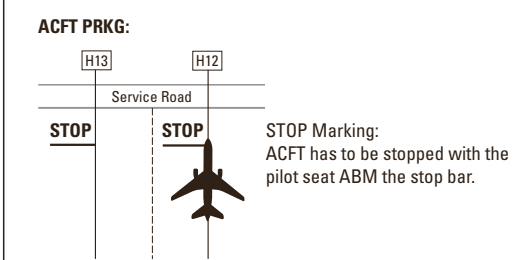 ACFT PRKG:
H13 H12
Service Road
STOP STOP STOP Marking:
ACFT has to be stopped with the
pilot seat ABM the stop bar.